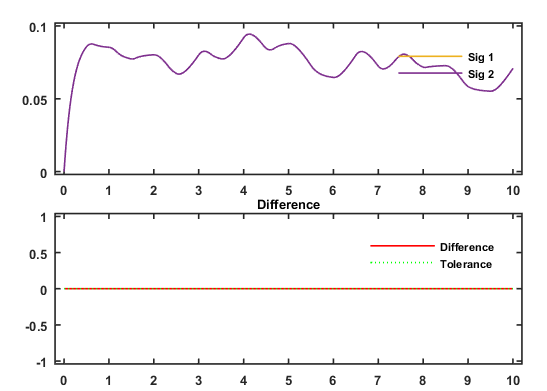 0.1
0.05
0
Sig 1
Sig 2
0 1 2 3 4 5 6 7 8 9 10
Difference
1
0.5
0
-0.5
-1
Difference
Tolerance
0 1 2 3 4 5 6 7 8 9 10